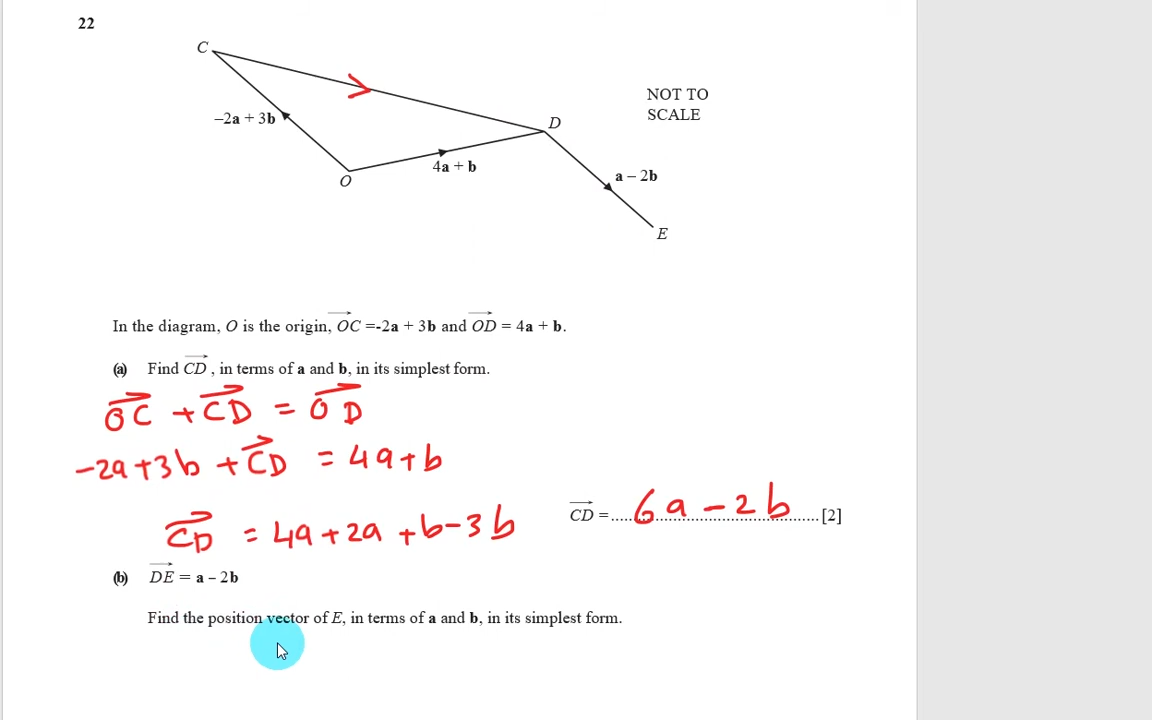 22
C
D
NOT TO
SCALE
–2a + 3b
4a + b
O
a – 2b
E
In the diagram, O is the origin, OC =-2a + 3b and OD = 4a + b.
(a) Find CD , in terms of a and b, in its simplest form.
OC + CD = OD
-2a+3b + CD = 4a+b
CD = ..... 6a - 2b ..... [2]
CD = 4a+2a +b-3b
(b) DE = a – 2b
Find the position vector of E, in terms of a and b, in its simplest form.